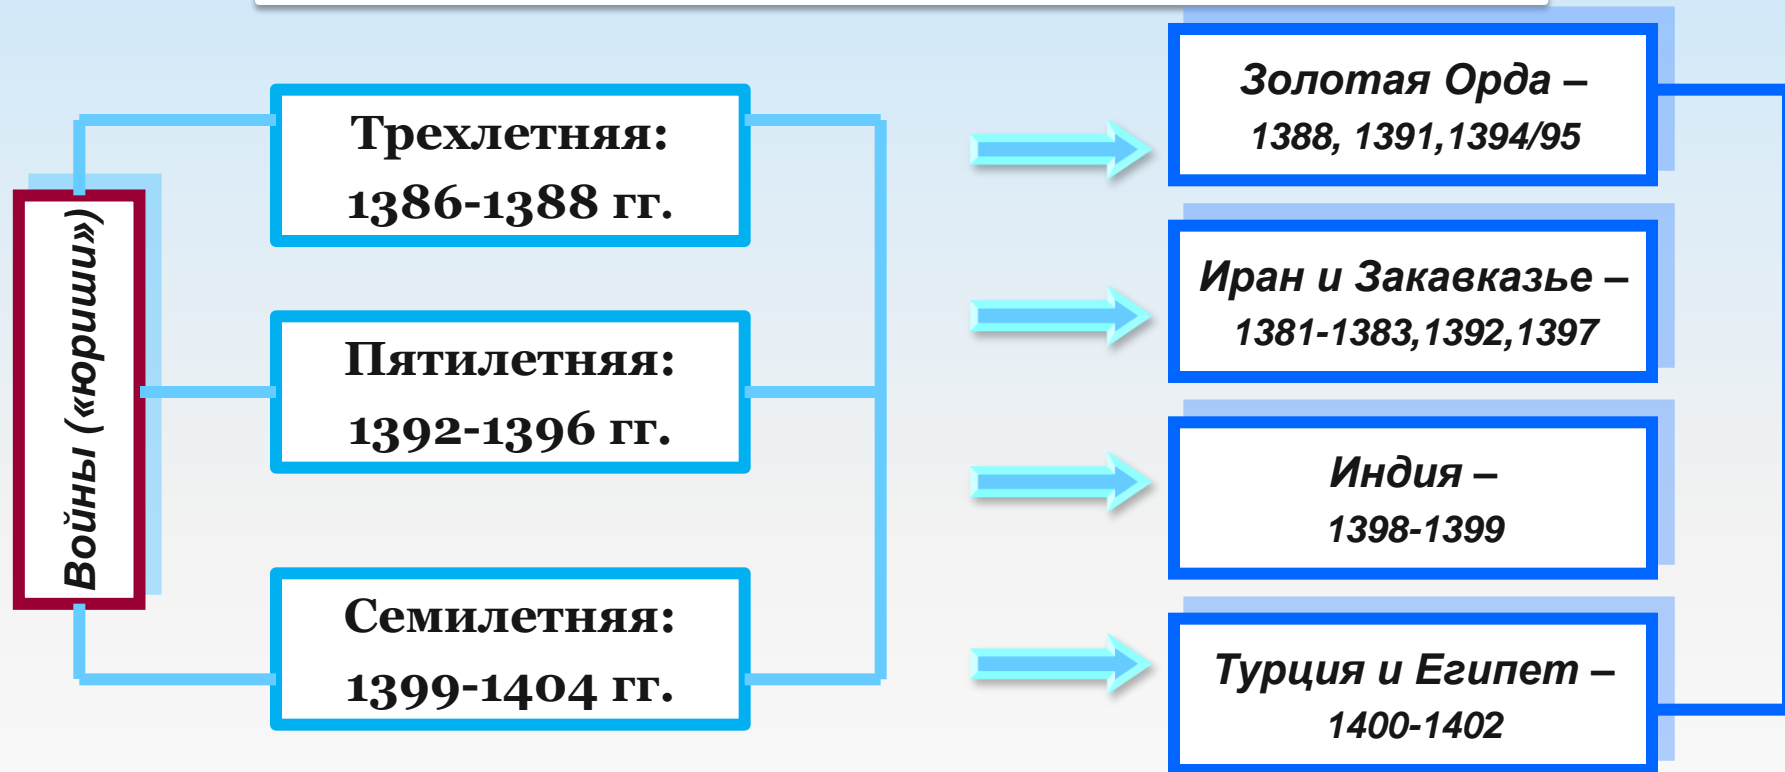 Войны («юриши»)
Трехлетняя:
1386-1388 гг.
Пятилетняя:
1392-1396 гг.
Семилетняя:
1399-1404 гг.
Золотая Орда –
1388, 1391,1394/95
Иран и Закавказье –
1381-1383,1392,1397
Индия –
1398-1399
Турция и Египет –
1400-1402